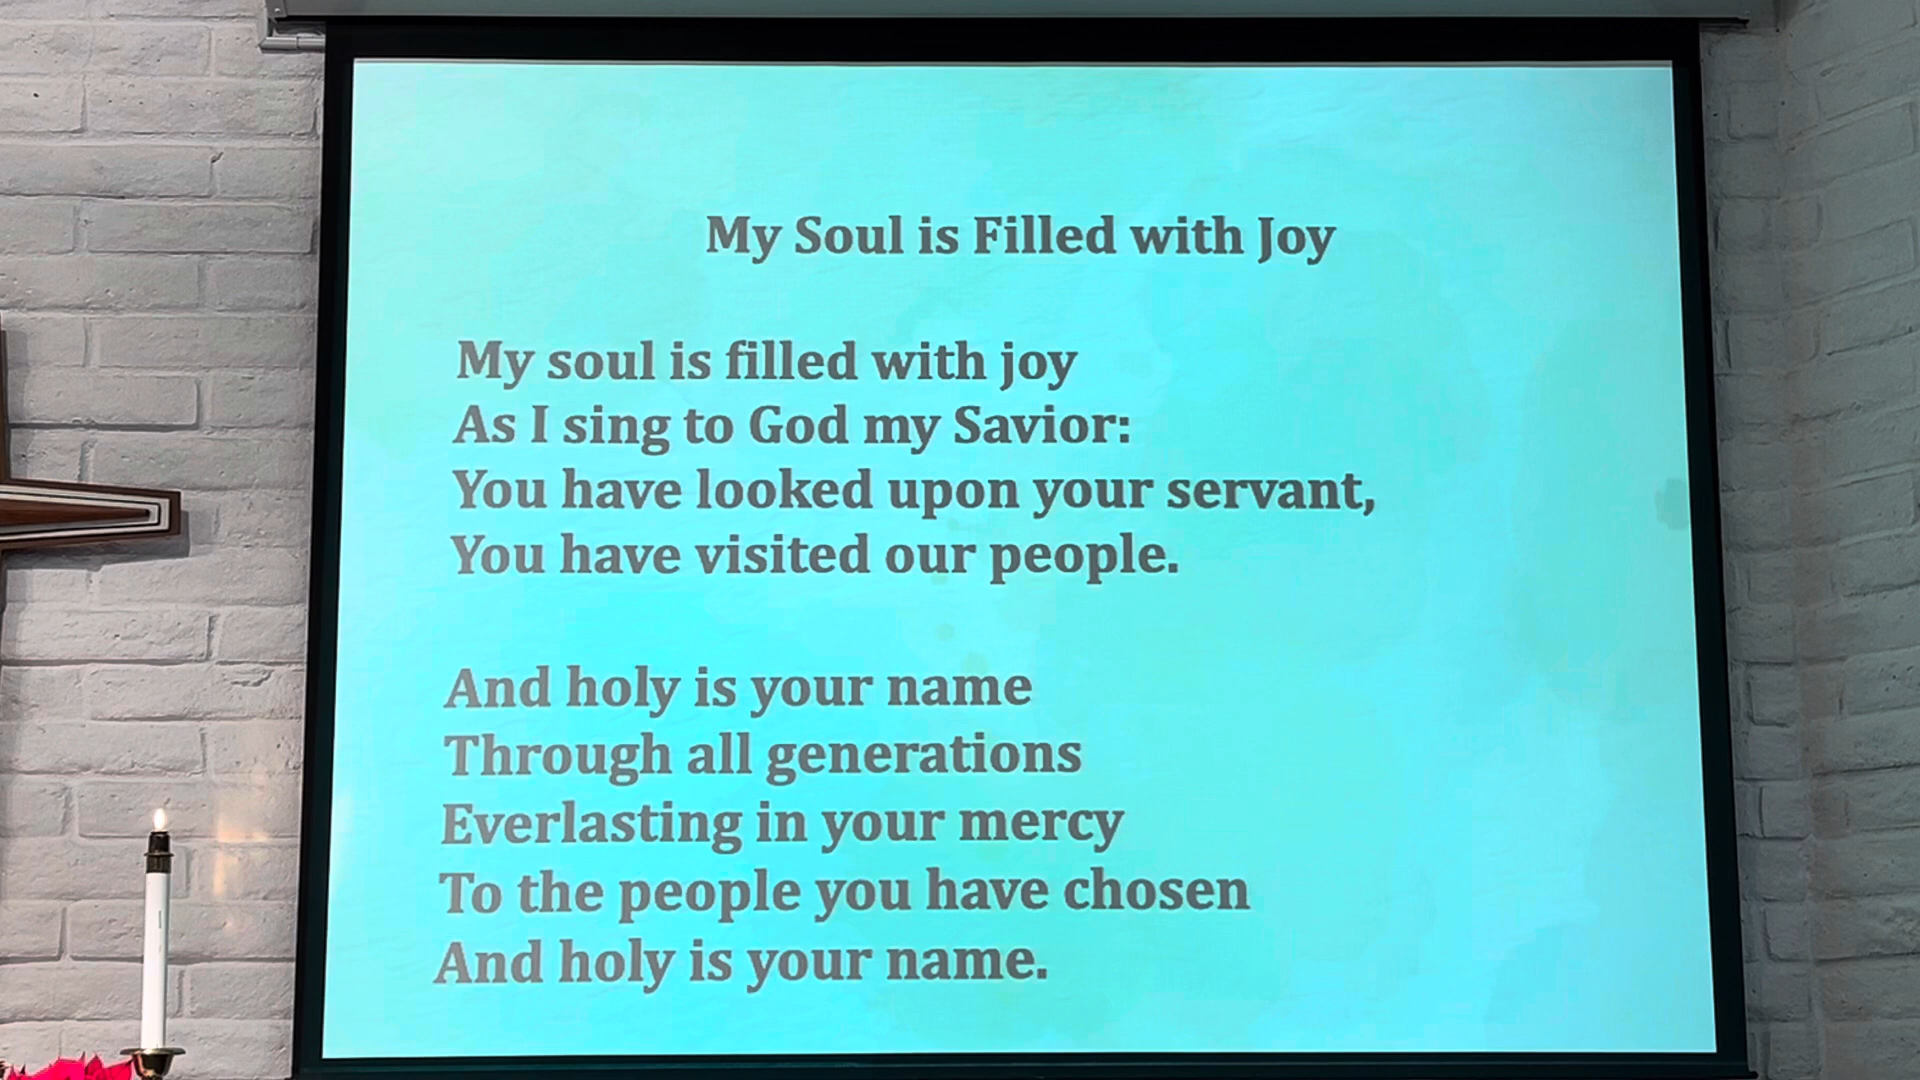 My Soul is Filled with Joy
My soul is filled with joy
As I sing to God my Savior:
You have looked upon your servant,
You have visited our people.
And holy is your name
Through all generations
Everlasting in your mercy
To the people you have chosen
And holy is your name.